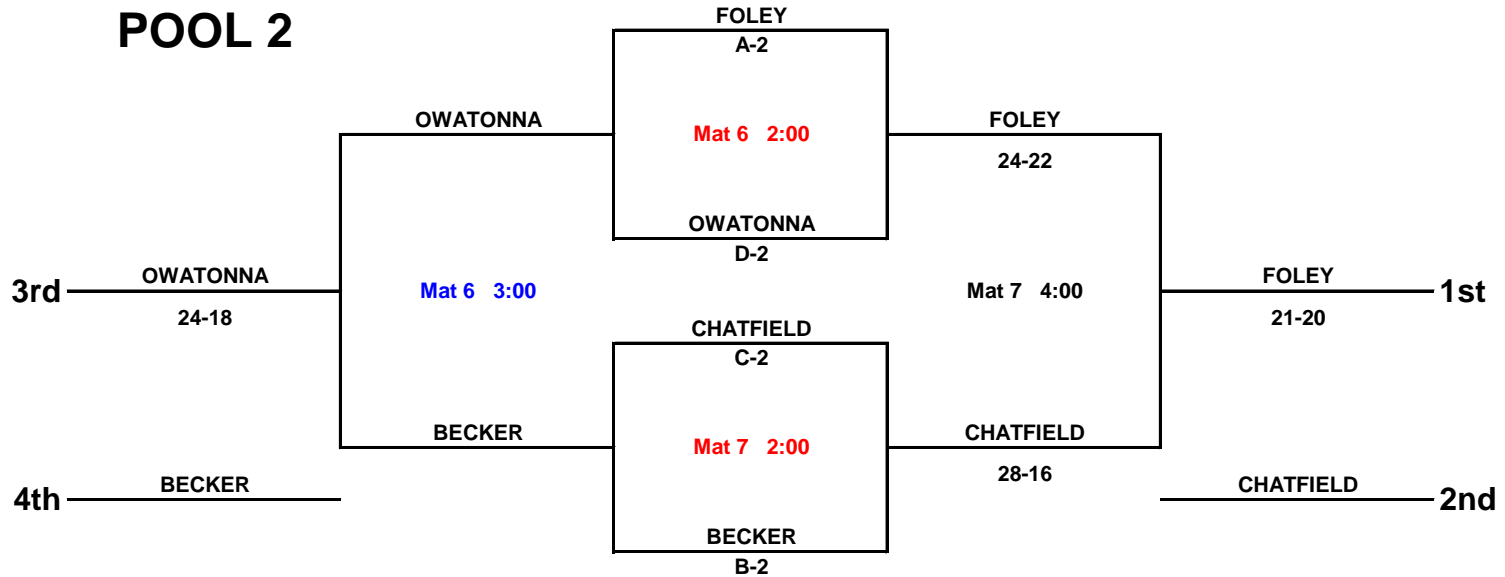 POOL 2
FOLEY
A-2
OWATONNA
Mat 6 2:00
FOLEY
24-22
OWATONNA
D-2
3rd
OWATONNA
24-18
Mat 6 3:00
Mat 7 4:00
FOLEY
21-20
1st
CHATFIELD
C-2
BECKER
Mat 7 2:00
CHATFIELD
28-16
4th
BECKER
CHATFIELD
2nd
BECKER
B-2